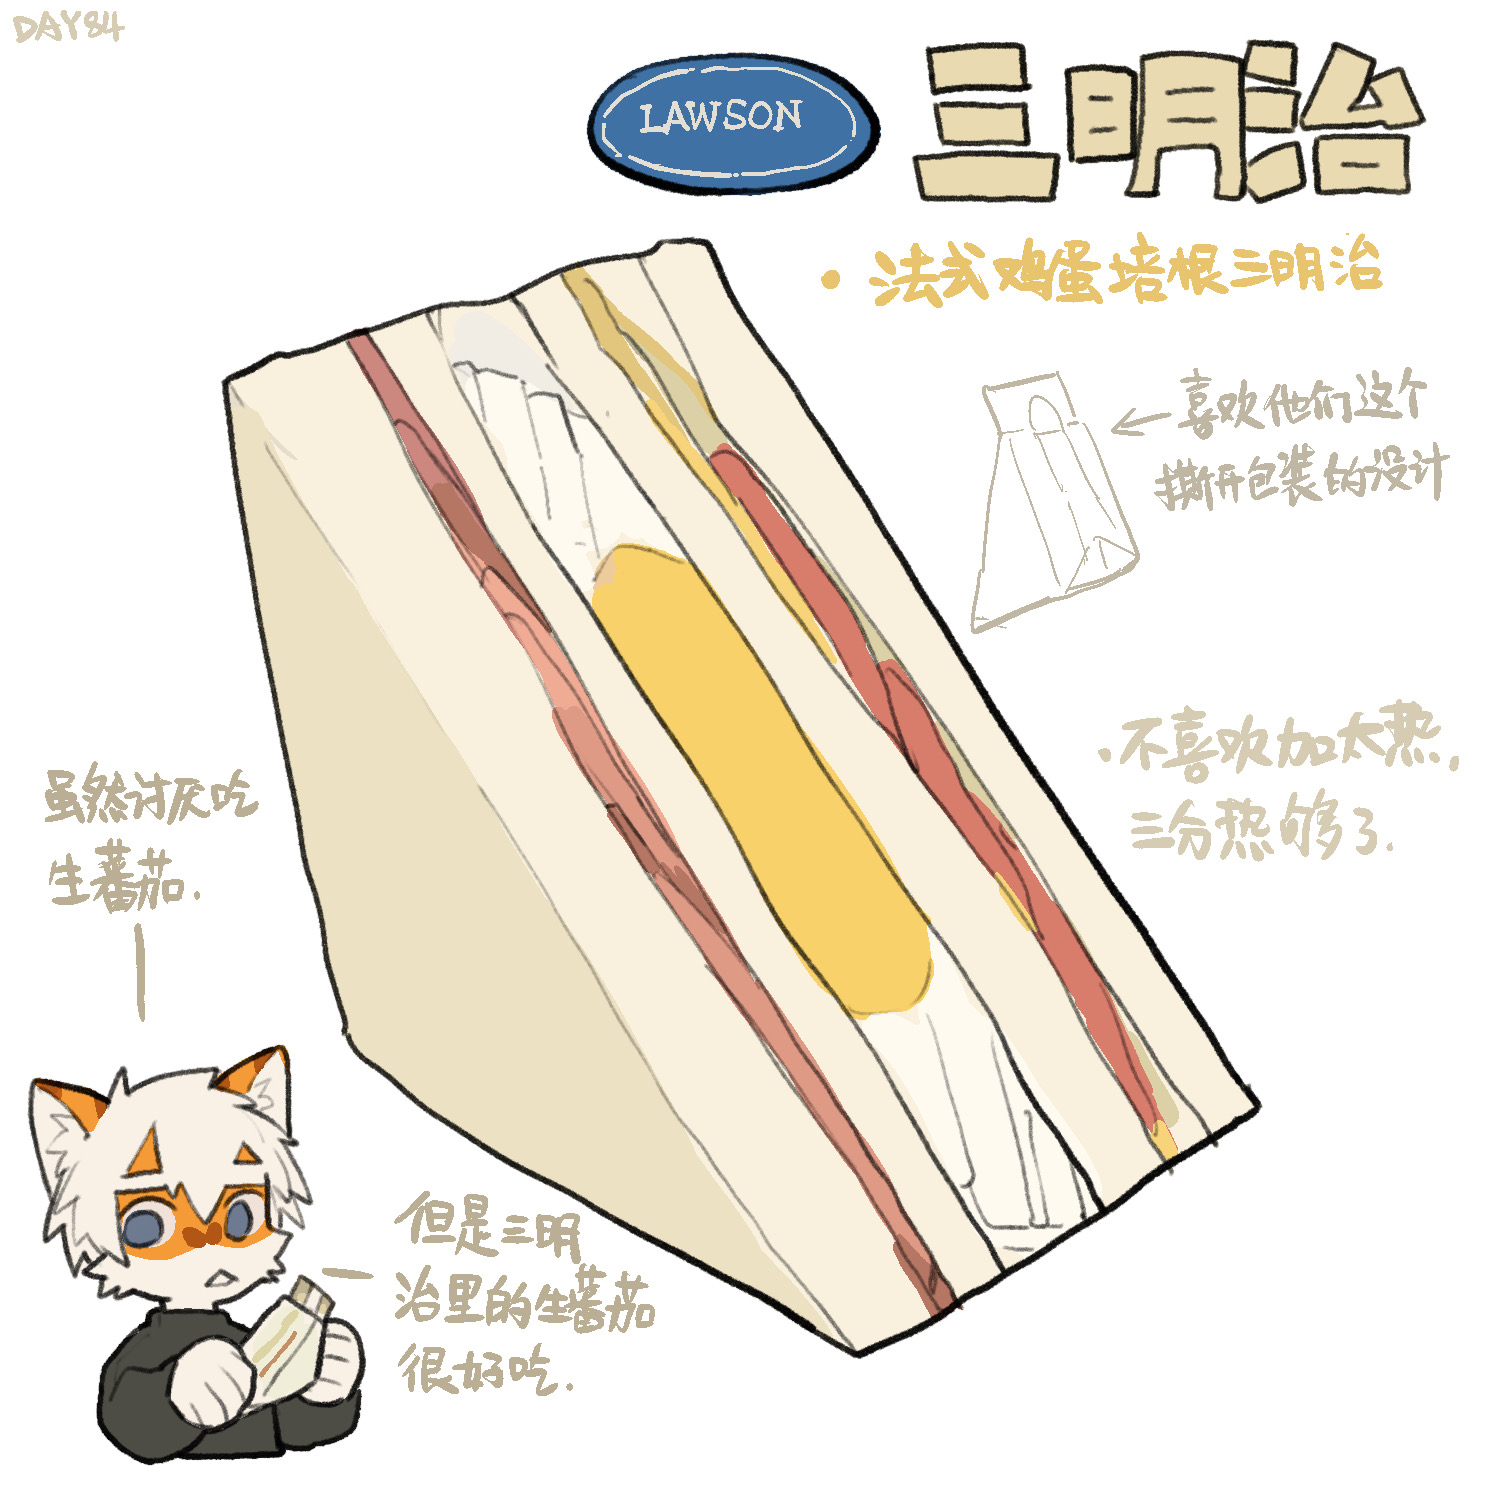 DAY84
LAWSON
三明治
·法式鸡蛋培根三明治
喜欢他们这个
撕开包装的设计
·不喜欢加太热,
三分热够了.
虽然讨厌吃
生蕃茄.
但是三明
治里的生蕃茄
很好吃.